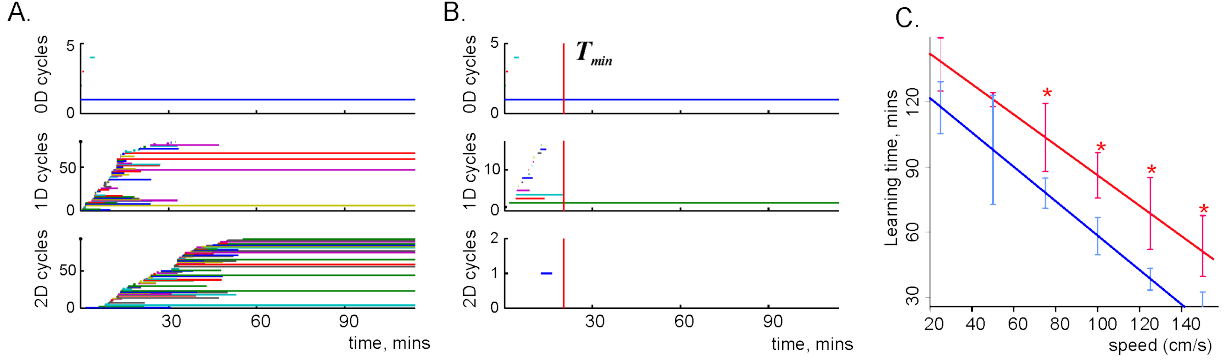 A.
0D cycles
5
0
1D cycles
50
0
2D cycles
50
0
30
60
90
time, mins
B.
0D cycles
5
0
Tmin
1D cycles
10
0
2D cycles
2
1
0
30
60
90
time, mins
C.
Learning time, mins
120
90
60
30
*
*
*
*
20
40
60
80
100
120
140
speed (cm/s)